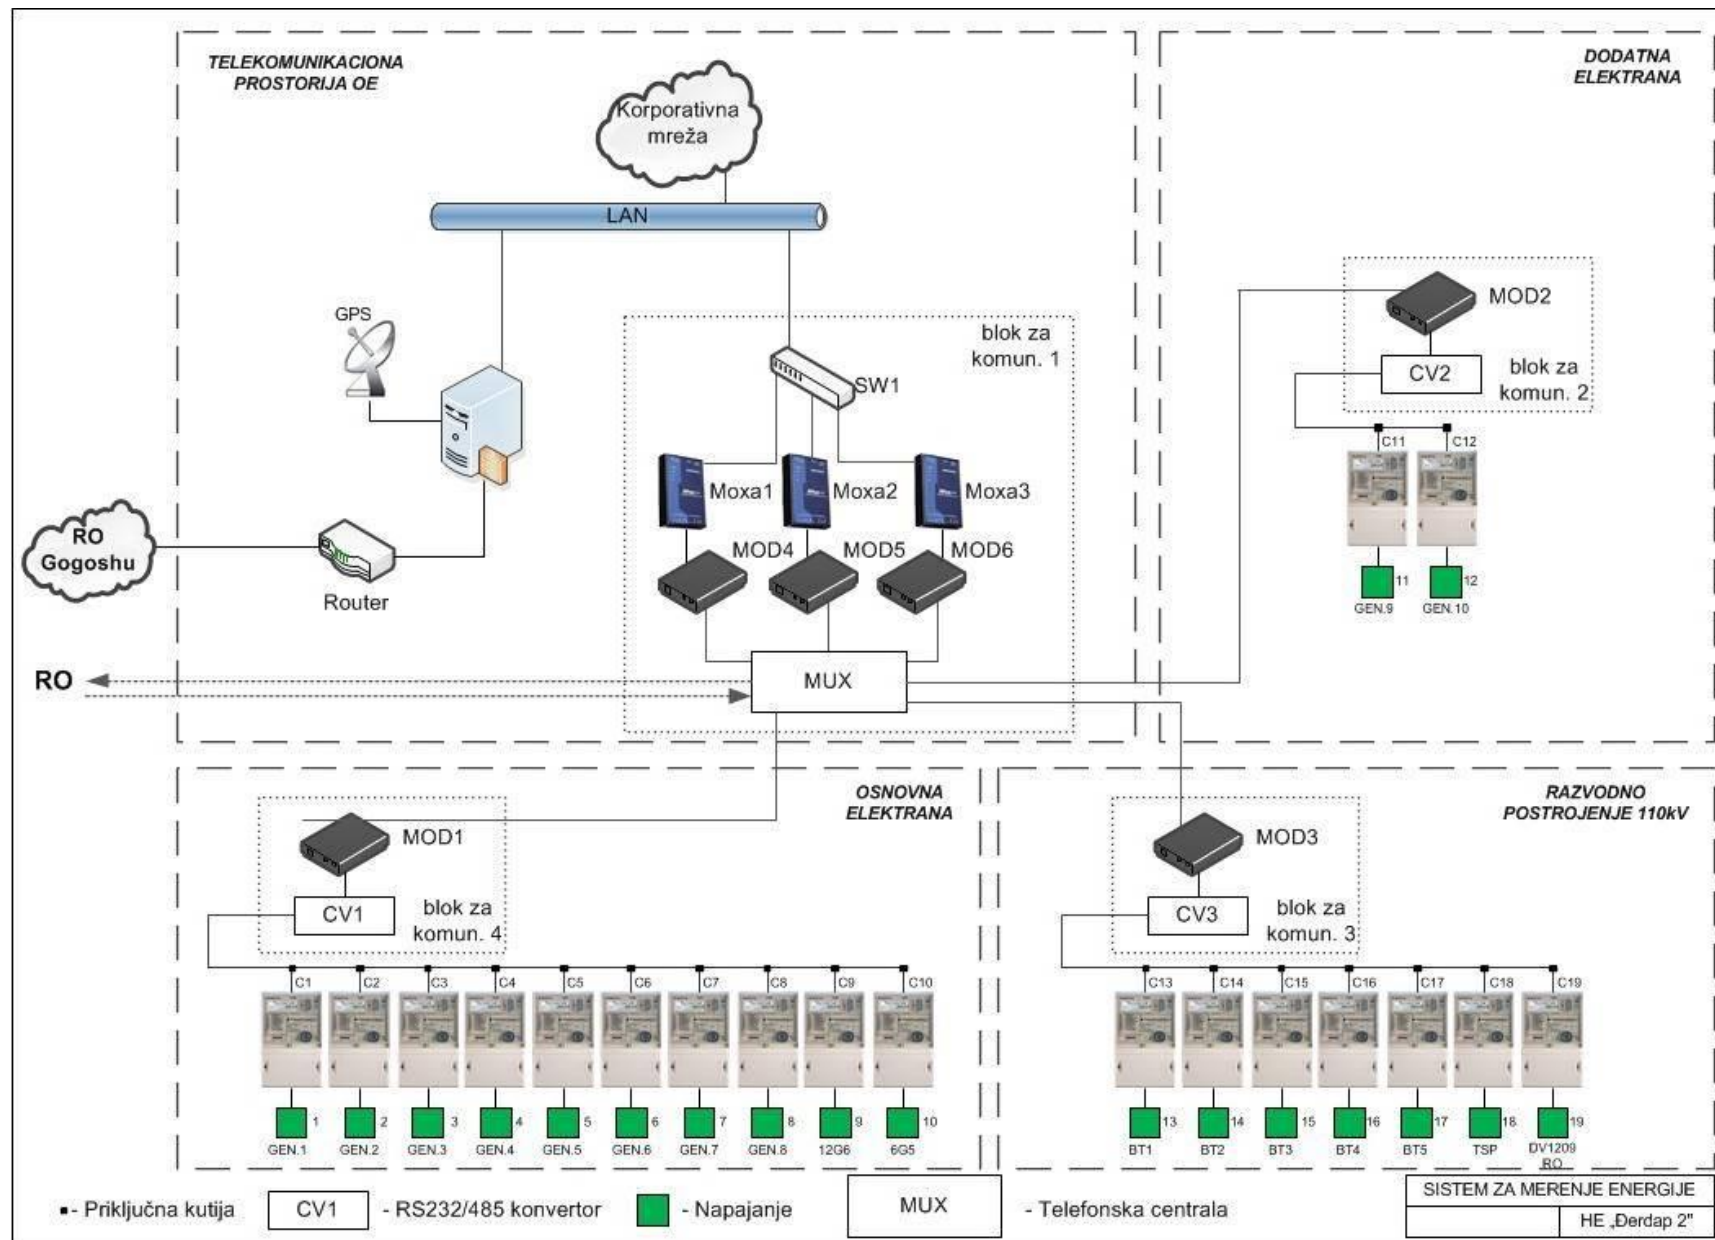 TELEKOMUNIKACIONA
PROSTORIJA OE
Korporativna
mreža
LAN
GPS
blok za
komun. 1
SW1
Moxa1
Moxa2
Moxa3
MOD4
MOD5
MOD6
RO
Gogoshu
Router
RO
MUX
DODATNA
ELEKTRANA
MOD2
CV2
blok za
komun. 2
C11
C12
11
12
GEN.9
GEN.10
OSNOVNA
ELEKTRANA
MOD1
CV1
blok za
komun. 4
C1 C2 C3 C4 C5 C6 C7 C8 C9 C10
1 2 3 4 5 6 7 8 9 10
GEN.1 GEN.2 GEN.3 GEN.4 GEN.5 GEN.6 GEN.7 GEN.8 12G6 6G5
RAZVODNO
POSTROJENJE 110kV
MOD3
CV3
blok za
komun. 3
C13 C14 C15 C16 C17 C18 C19
13 14 15 16 17 18 19
BT1 BT2 BT3 BT4 BT5 TSP DV1209
RO
- Priključna kutija
CV1 - RS232/485 konvertor
- Napajanje
MUX - Telefonska centrala
SISTEM ZA MERENJE ENERGIJE
HE „Đerdap 2"